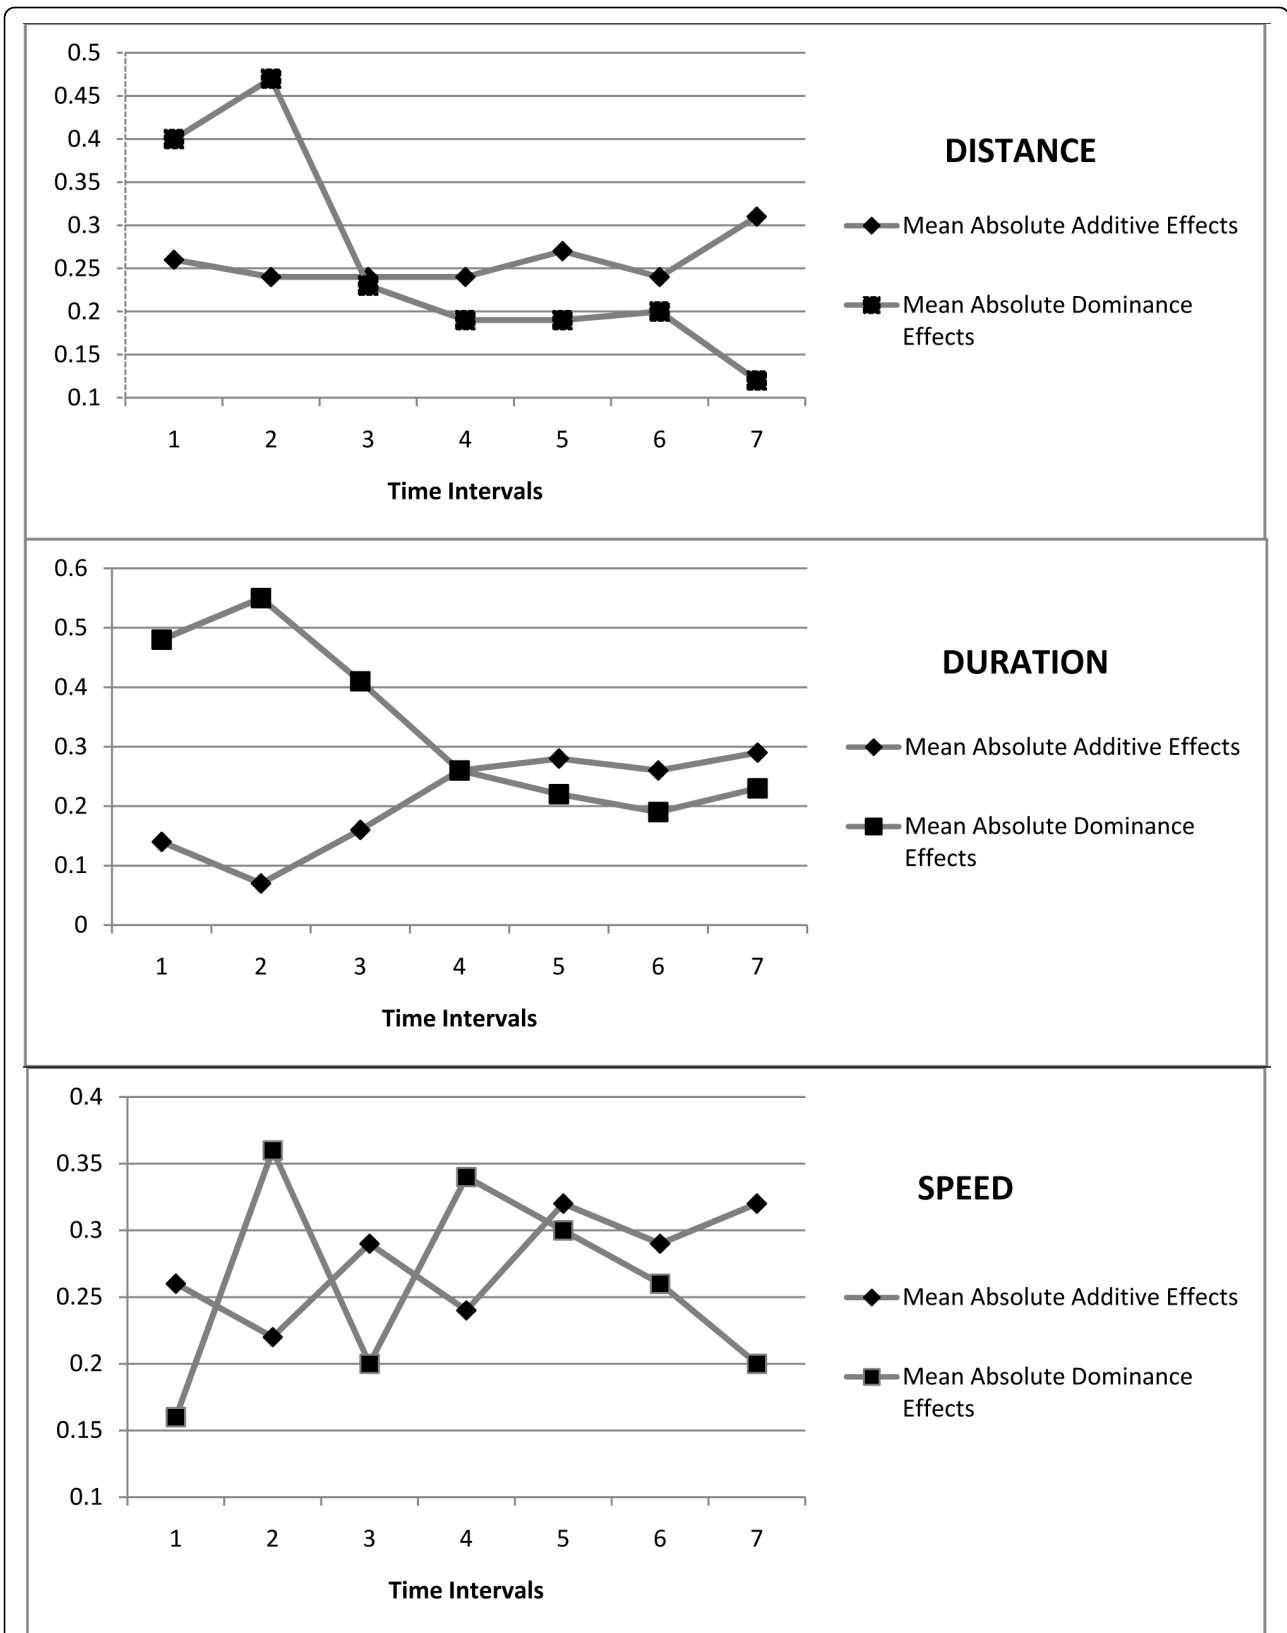 0.5
0.45
0.4
0.35
0.3
0.25
0.2
0.15
0.1
1 2 3 4 5 6 7
Time Intervals
DISTANCE
Mean Absolute Additive Effects
Mean Absolute Dominance
Effects
0.6
0.5
0.4
0.3
0.2
0.1
0
1 2 3 4 5 6 7
Time Intervals
DURATION
Mean Absolute Additive Effects
Mean Absolute Dominance
Effects
0.4
0.35
0.3
0.25
0.2
0.15
0.1
1 2 3 4 5 6 7
Time Intervals
SPEED
Mean Absolute Additive Effects
Mean Absolute Dominance
Effects